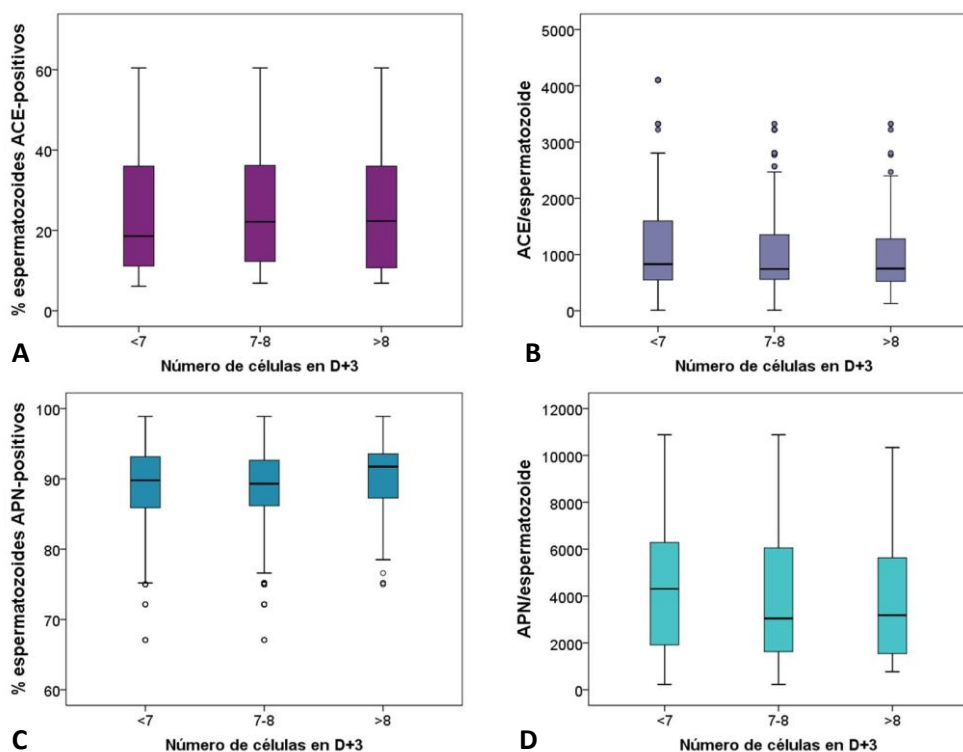 % espermatozoides ACE-positivos
60
40
20
0
<7
7-8
>8
Número de células en D+3
A
ACE/espermatozoide
5000
4000
3000
2000
1000
0
<7
7-8
>8
Número de células en D+3
B
% espermatozoides APN-positivos
100
90
80
70
60
<7
7-8
>8
Número de células en D+3
C
APN/espermatozoide
12000
10000
8000
6000
4000
2000
0
<7
7-8
>8
Número de células en D+3
D